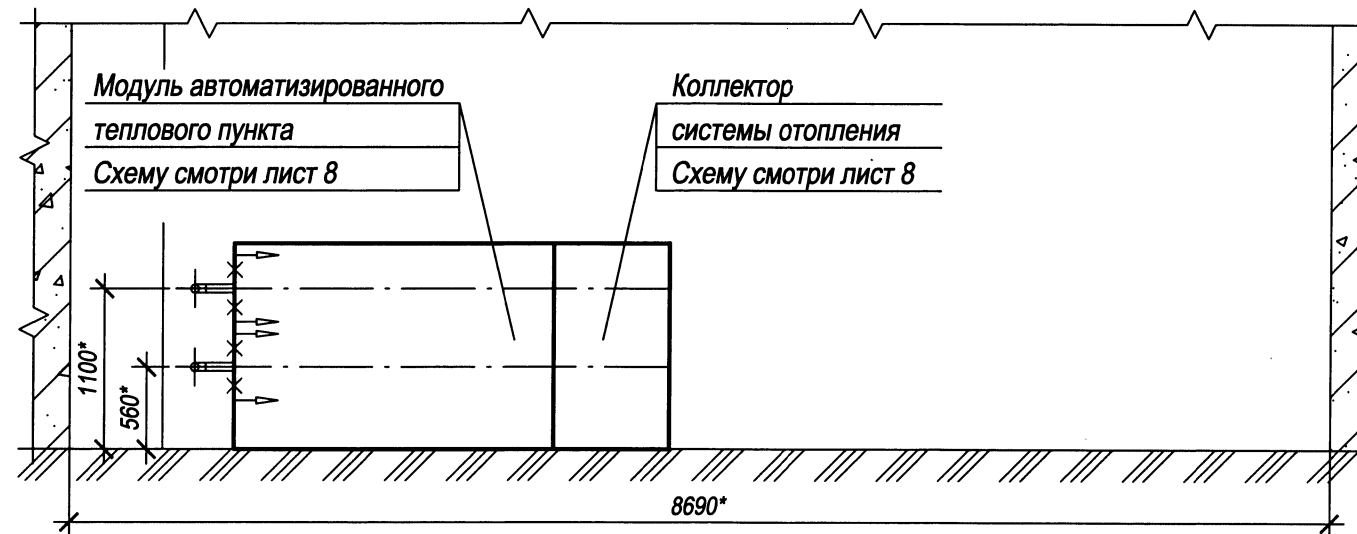 Модуль автоматизированного
теплового пункта
Схему смотри лист 8
Коллектор
системы отопления
Схему смотри лист 8
1100*
560*
8690*